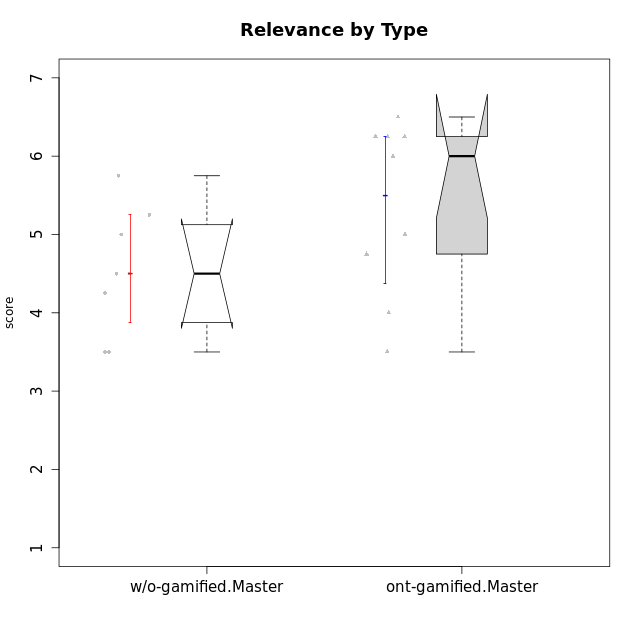 Relevance by Type
7
6
5
4
3
2
1
score
w/o-gamified.Master
ont-gamified.Master